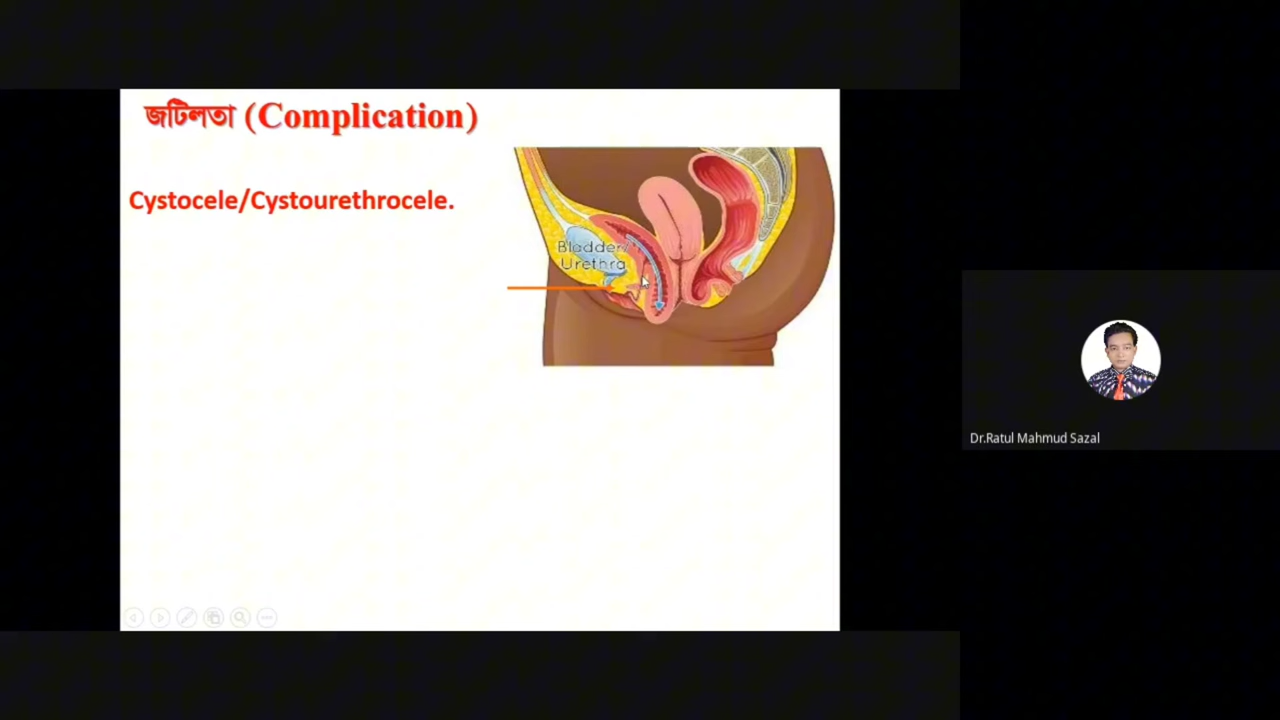 জটিলতা (Complication)
Cystocele/Cystourethrocele.
Bladder/
Urethra
Dr.Ratul Mahmud Sazal